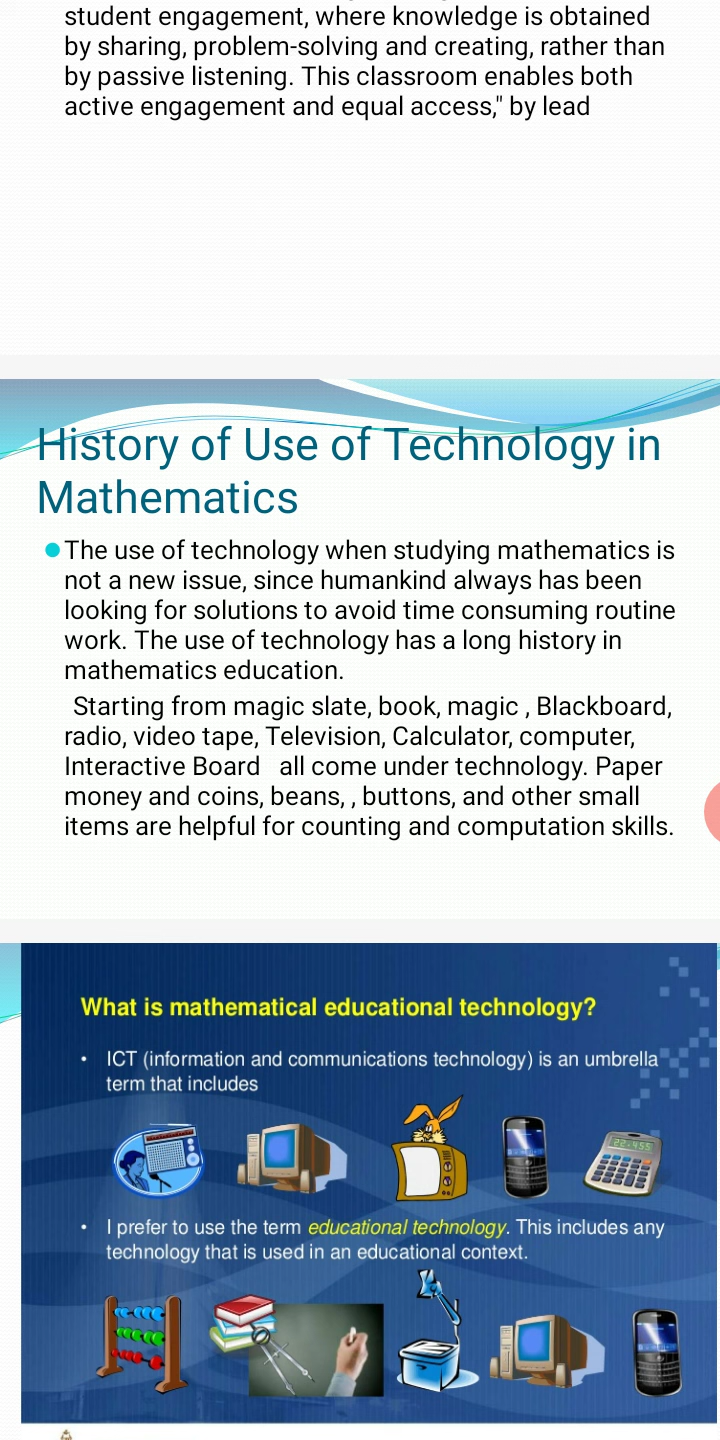 student engagement, where knowledge is obtained
by sharing, problem-solving and creating, rather than
by passive listening. This classroom enables both
active engagement and equal access," by lead
History of Use of Technology in
Mathematics
The use of technology when studying mathematics is
not a new issue, since humankind always has been
looking for solutions to avoid time consuming routine
work. The use of technology has a long history in
mathematics education.
Starting from magic slate, book, magic , Blackboard,
radio, video tape, Television, Calculator, computer,
Interactive Board   all come under technology. Paper
money and coins, beans, , buttons, and other small
items are helpful for counting and computation skills.
What is mathematical educational technology?
• ICT (information and communications technology) is an umbrella
term that includes
• I prefer to use the term educational technology. This includes any
technology that is used in an educational context.